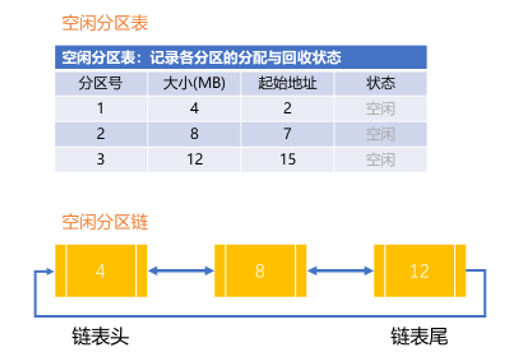 空闲分区表
空闲分区表：记录各分区的分配与回收状态
分区号 大小(MB) 起始地址 状态
1 4 2 空闲
2 8 7 空闲
3 12 15 空闲
空闲分区链
4 8 12
链表头 链表尾